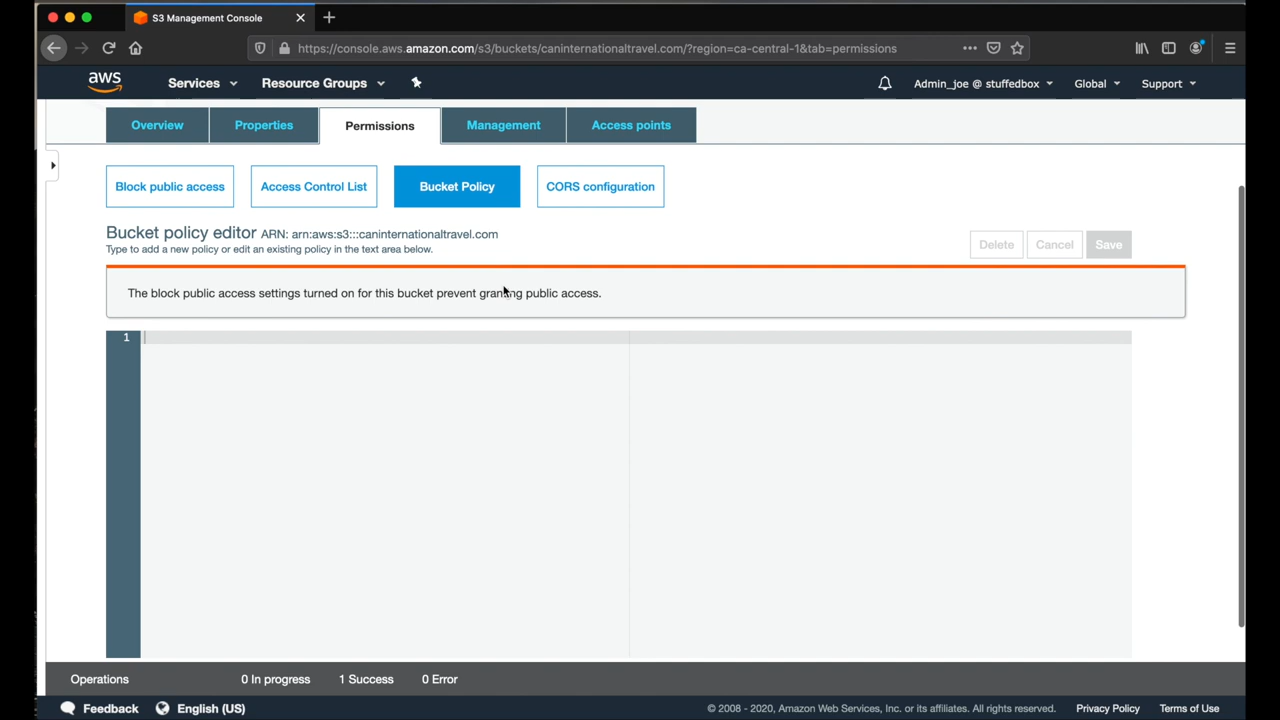 S3 Management Console
https://console.aws.amazon.com/s3/buckets/caninternationaltravel.com/?region=ca-central-1&tab=permissions
aws Services Resource Groups Admin_joe @ stuffedbox Global Support
Overview Properties Permissions Management Access points
Block public access Access Control List Bucket Policy CORS configuration
Bucket policy editor ARN: arn:aws:s3:::caninternationaltravel.com
Type to add a new policy or edit an existing policy in the text area below.
Delete Cancel Save
The block public access settings turned on for this bucket prevent granting public access.
1
Operations 0 In progress 1 Success 0 Error
Feedback English (US) © 2008 - 2020, Amazon Web Services, Inc. or its affiliates. All rights reserved. Privacy Policy Terms of Use